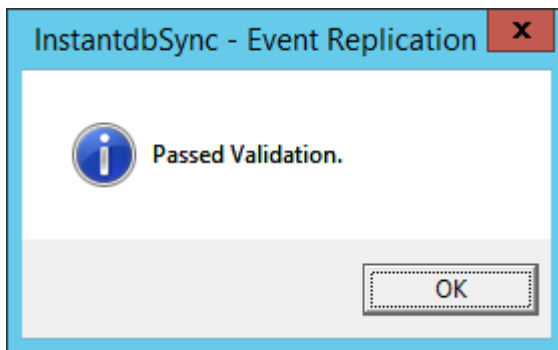 InstantdbSync - Event Replication
x
Passed Validation.
OK